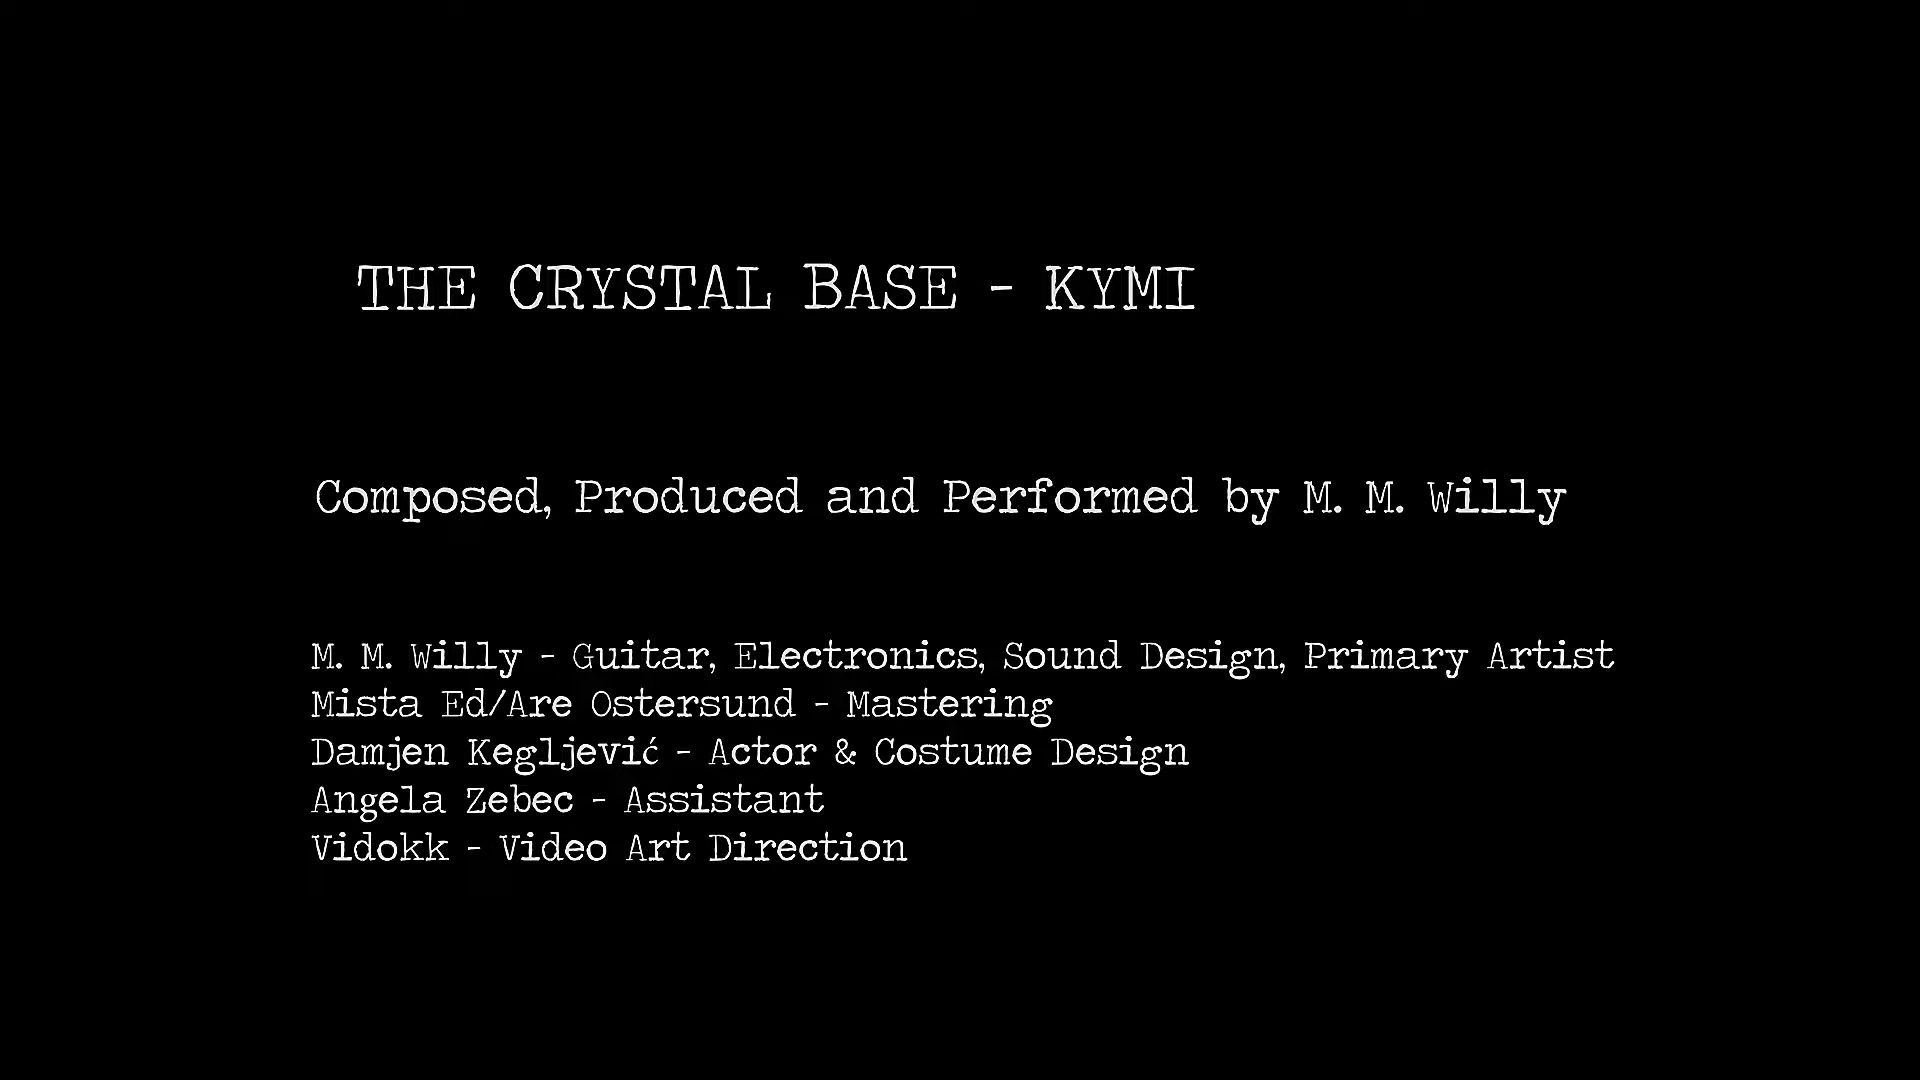 THE CRYSTAL BASE - KYMI
Composed, Produced and Performed by M. M. Willy
M. M. Willy - Guitar, Electronics, Sound Design, Primary Artist
Mista Ed/Are Ostersund - Mastering
Damjen Kegljević - Actor & Costume Design
Angela Zebec - Assistant
Vidokk - Video Art Direction